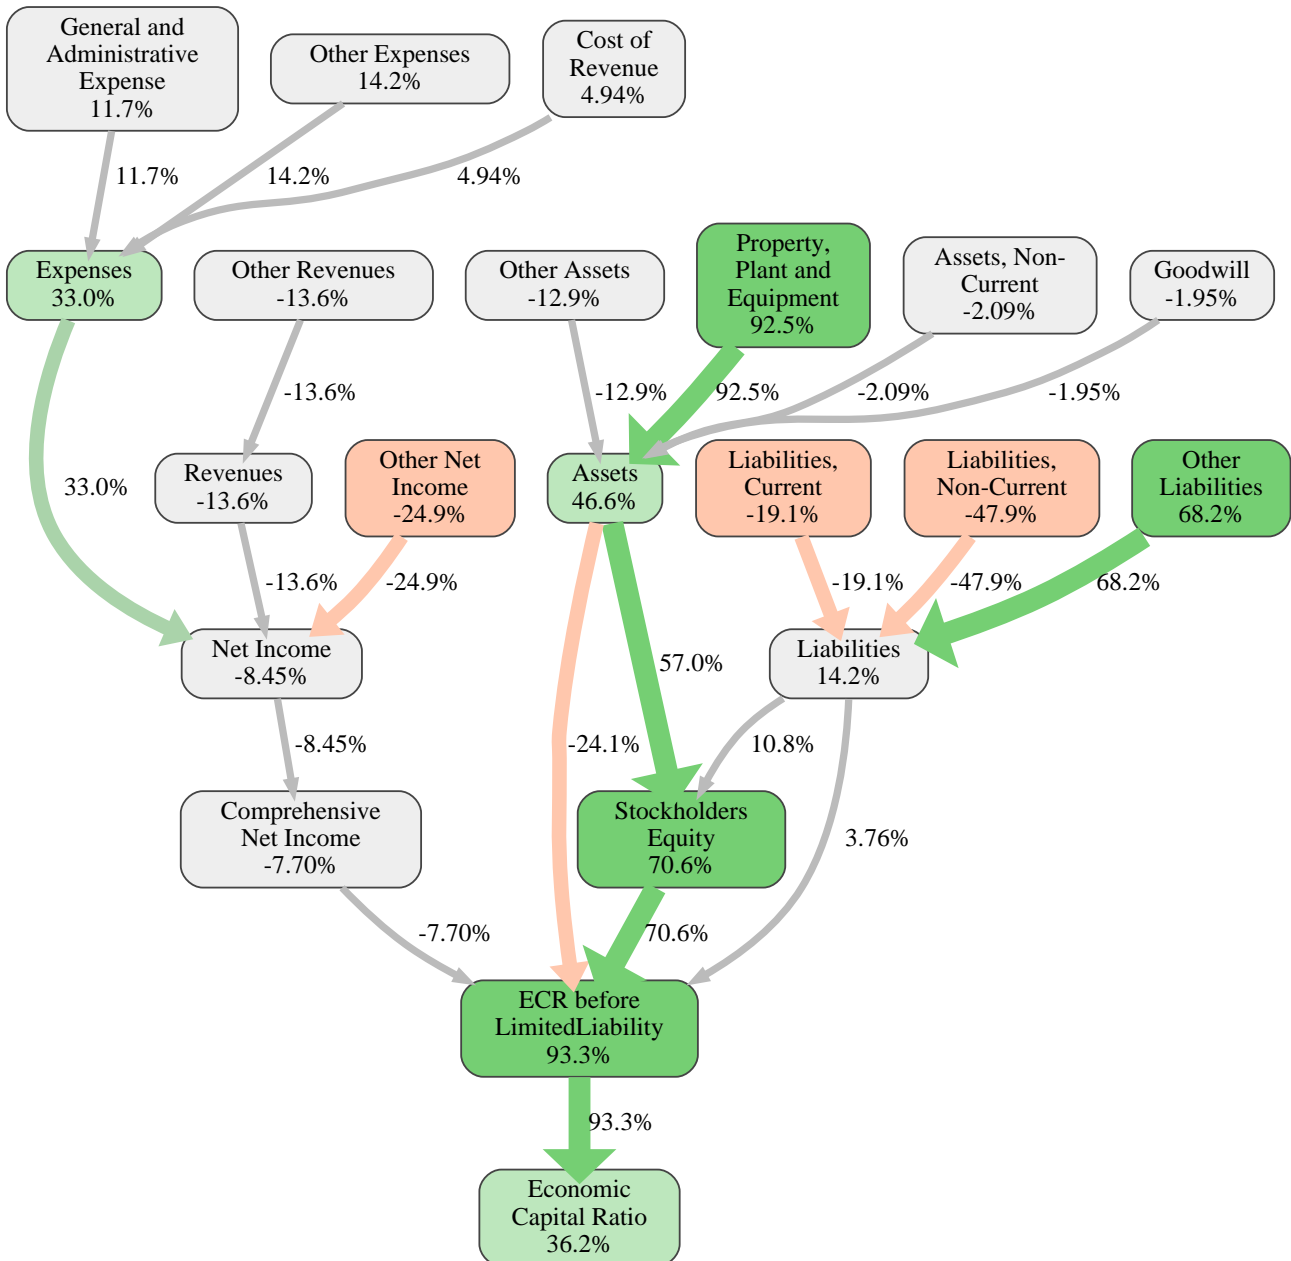 General and
Administrative
Expense
11.7%
Other Expenses
14.2%
Cost of
Revenue
4.94%
11.7%
14.2%
4.94%
Expenses
33.0%
Other Revenues
-13.6%
Other Assets
-12.9%
Property,
Plant and
Equipment
92.5%
Assets, Non-
Current
-2.09%
Goodwill
-1.95%
-13.6%
-12.9%
92.5%
-2.09%
-1.95%
33.0%
Revenues
-13.6%
Other Net
Income
-24.9%
Assets
46.6%
Liabilities,
Current
-19.1%
Liabilities,
Non-Current
-47.9%
Other
Liabilities
68.2%
-13.6%
-24.9%
-19.1%
-47.9%
68.2%
Net Income
-8.45%
57.0%
Liabilities
14.2%
-8.45%
-24.1%
10.8%
Comprehensive
Net Income
-7.70%
Stockholders
Equity
70.6%
3.76%
-7.70%
70.6%
ECR before
LimitedLiability
93.3%
93.3%
Economic
Capital Ratio
36.2%